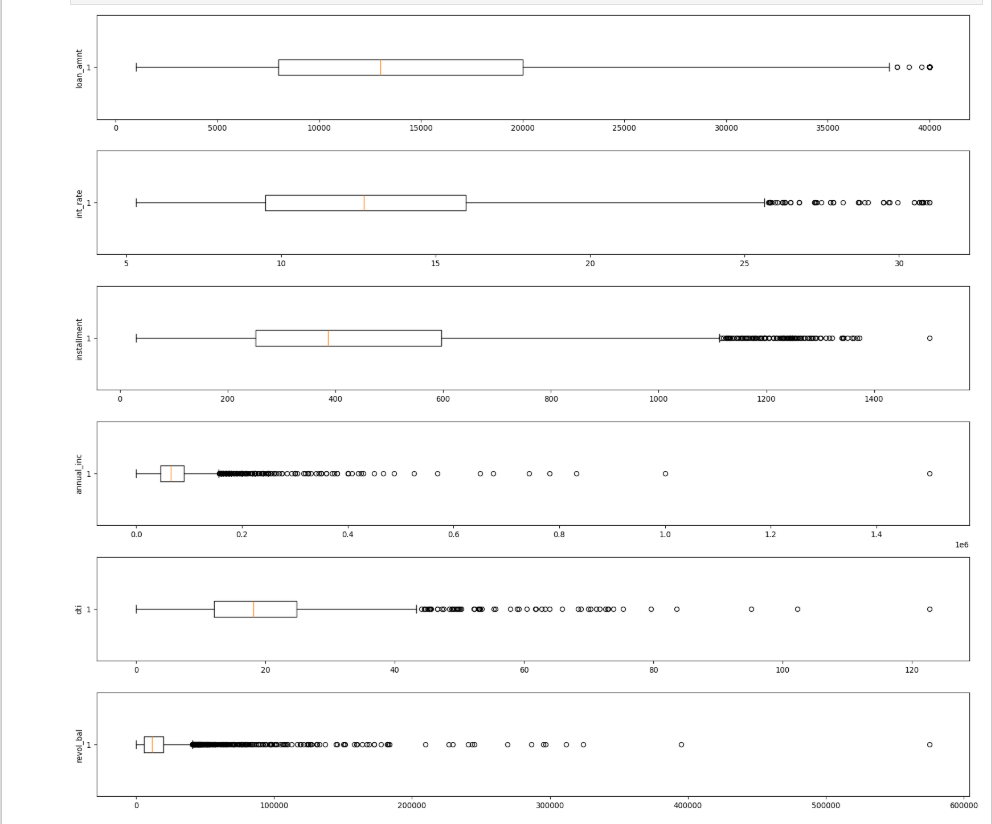 loan_amnt
1
0 5000 10000 15000 20000 25000 30000 35000 40000
int_rate
1
5 10 15 20 25 30
installment
1
0 200 400 600 800 1000 1200 1400
annual_inc
1
0.0 0.2 0.4 0.6 0.8 1.0 1.2 1.4
1e6
dti
1
0 20 40 60 80 100 120
revol_bal
1
0 100000 200000 300000 400000 500000 600000